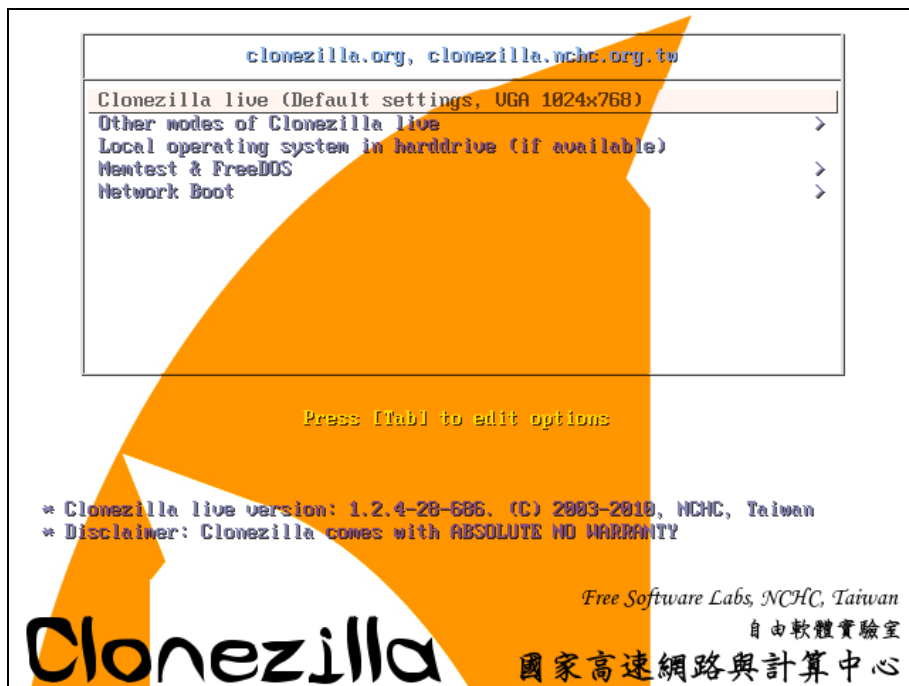 clonezilla.org, clonezilla.nchc.org.tw
Clonezilla live (Default settings, VGA 1024x768)
Other modes of Clonezilla live >
Local operating system in harddrive (if available)
Memtest & FreeDOS >
Network Boot >
Press [Tab] to edit options
* Clonezilla live version: 1.2.4-28-686. (C) 2003-2010, NCHC, Taiwan
* Disclaimer: Clonezilla comes with ABSOLUTE NO WARRANTY
Free Software Labs, NCHC, Taiwan
自由軟體實驗室
Clonezilla
國家高速網路與計算中心